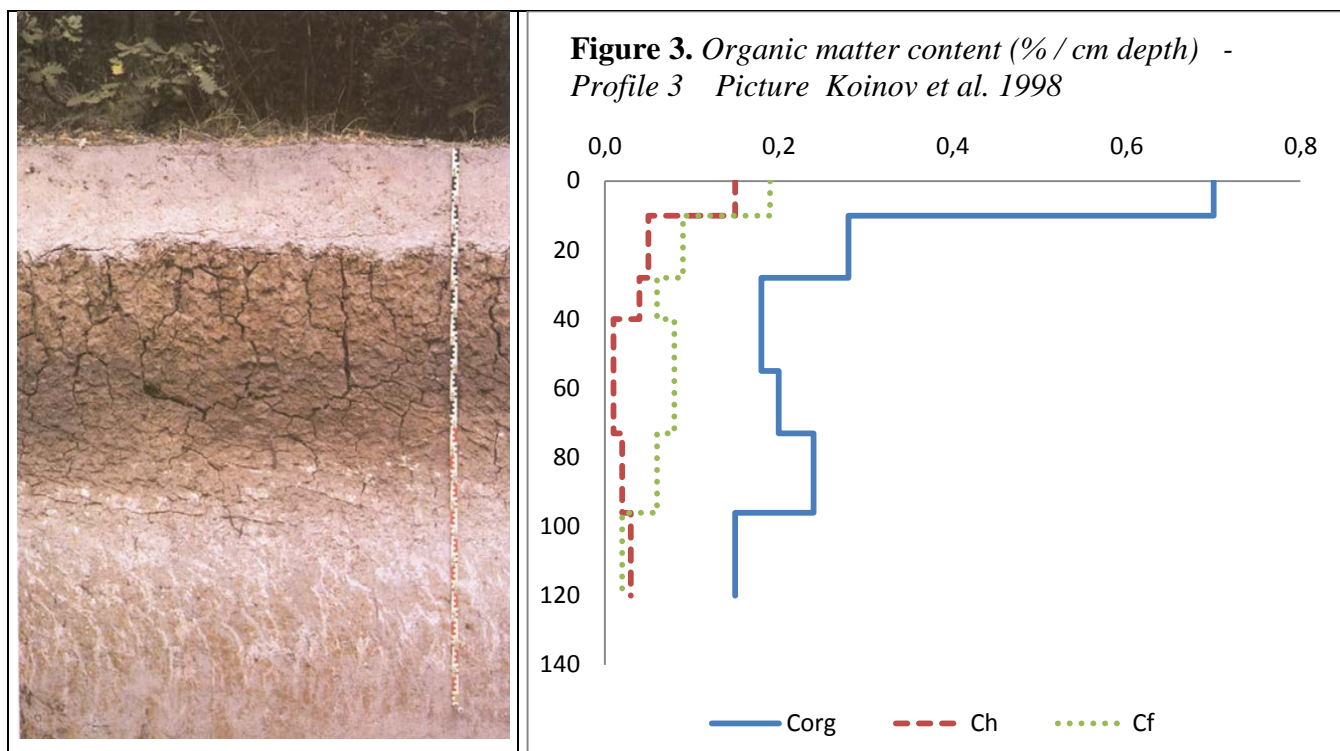 Figure 3. Organic matter content (% / cm depth) -
Profile 3 Picture Koinov et al. 1998
0,0 0,2 0,4 0,6 0,8
0
20
40
60
80
100
120
140
Corg Ch Cf